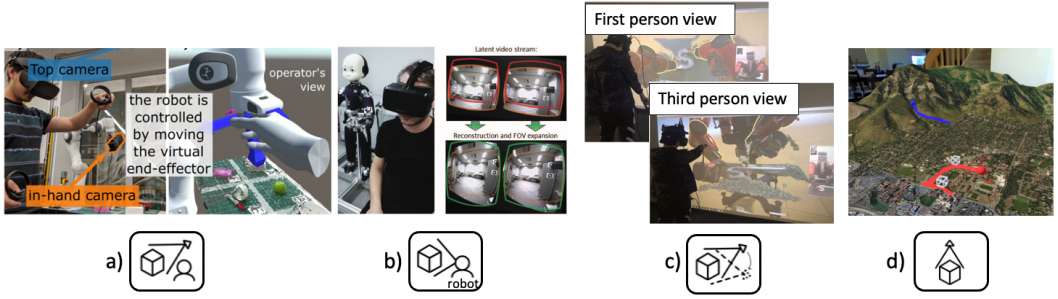 Top camera
the robot is
controlled
by moving
the virtual
end-effector
in-hand camera
operator's
view
Latent video stream:
Reconstruction and FOV expansion
First person view
Third person view
a)
b)
robot
c)
d)